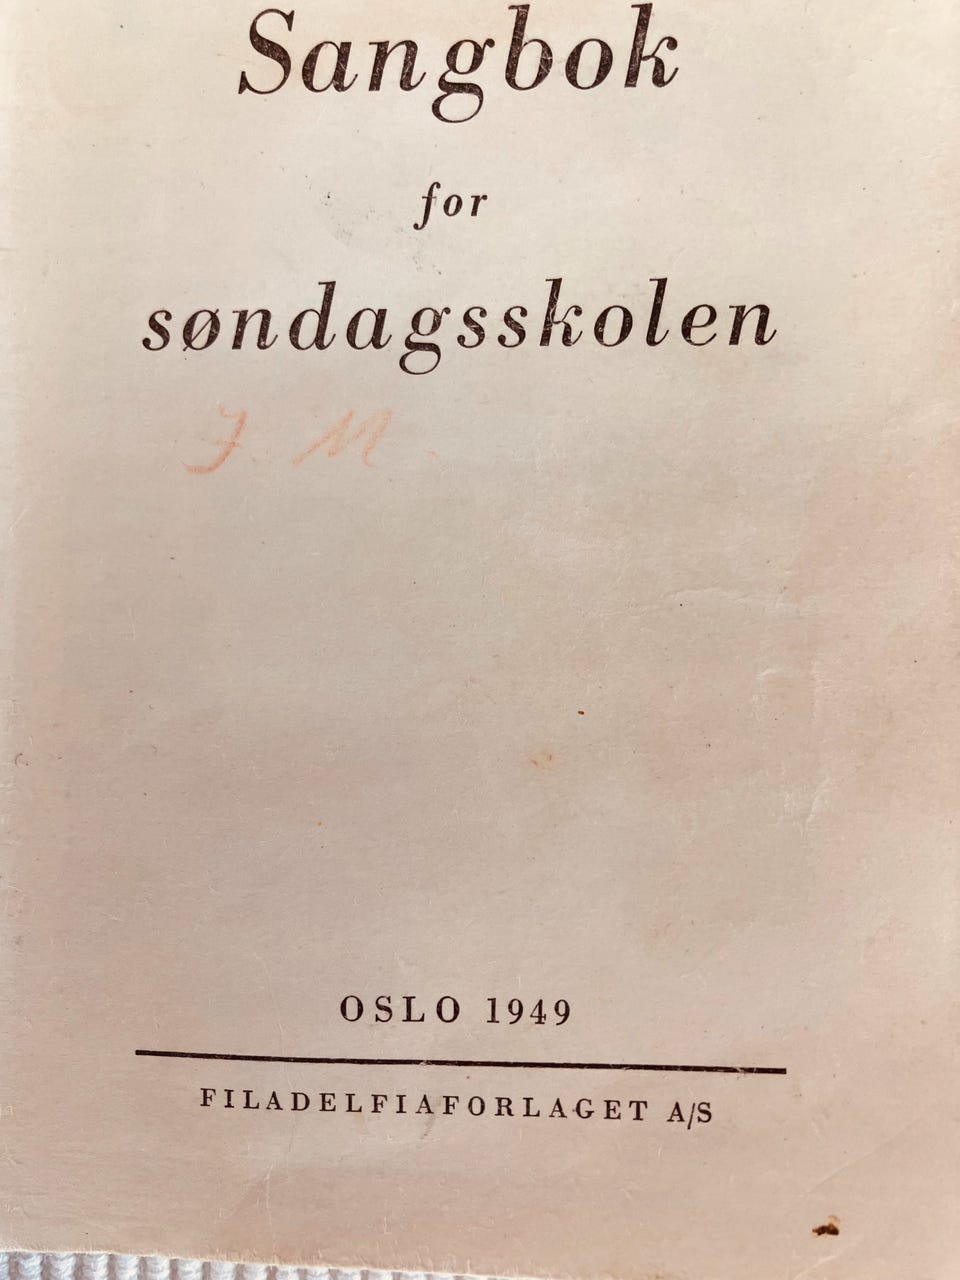 Sangbok
for
søndagsskolen
J M.
OSLO 1949
FILADELFIAFORLAGET A/S